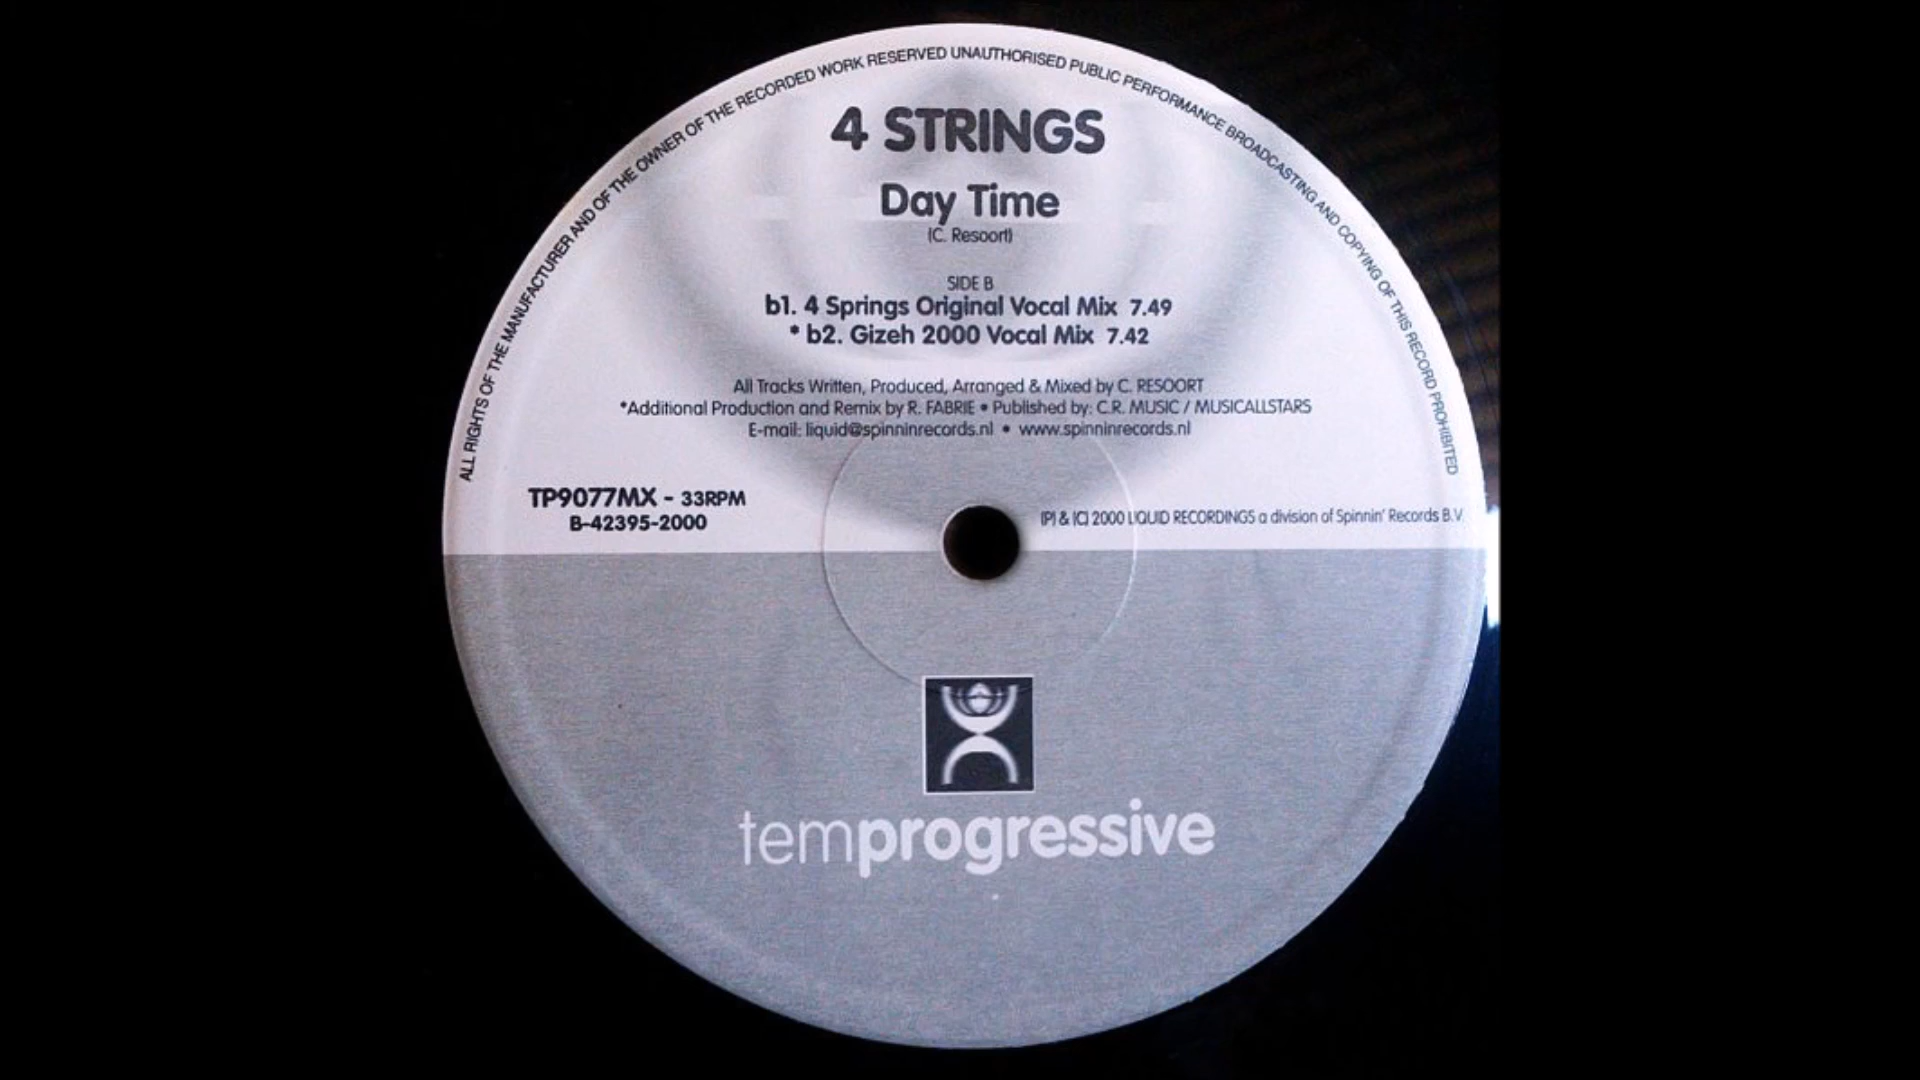 ALL RIGHTS OF THE MANUFACTURER AND OF THE OWNER OF THE RECORDED WORK RESERVED UNAUTHORISED PUBLIC PERFORMANCE BROADCASTING AND COPYING OF THIS RECORD PROHIBITED
4 STRINGS
Day Time
(C. Resoort)
SIDE B
b1. 4 Springs Original Vocal Mix 7.49
* b2. Gizeh 2000 Vocal Mix 7.42
All Tracks Written, Produced, Arranged & Mixed by C. RESOORT
*Additional Production and Remix by R. FABRIE • Published by: C.R. MUSIC / MUSICALLSTARS
E-mail: liquid@spinninrecords.nl • www.spinninrecords.nl
TP9077MX - 33RPM
B-42395-2000
(P) & (C) 2000 LIQUID RECORDINGS a division of Spinnin' Records B.V.
temprogressive